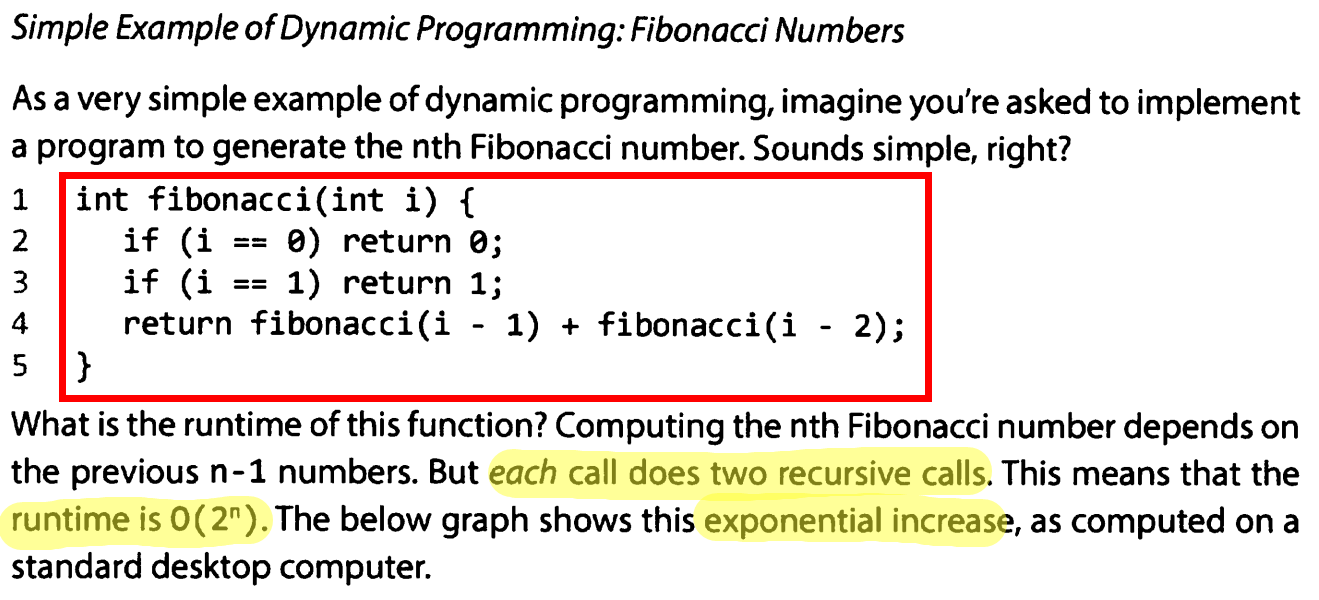 Simple Example of Dynamic Programming: Fibonacci Numbers
As a very simple example of dynamic programming, imagine you're asked to implement
a program to generate the nth Fibonacci number. Sounds simple, right?
1 int fibonacci(int i) {
2 if (i == 0) return 0;
3 if (i == 1) return 1;
4 return fibonacci(i - 1) + fibonacci(i - 2);
5 }
What is the runtime of this function? Computing the nth Fibonacci number depends on
the previous n-1 numbers. But each call does two recursive calls. This means that the
runtime is O(2ⁿ). The below graph shows this exponential increase, as computed on a
standard desktop computer.